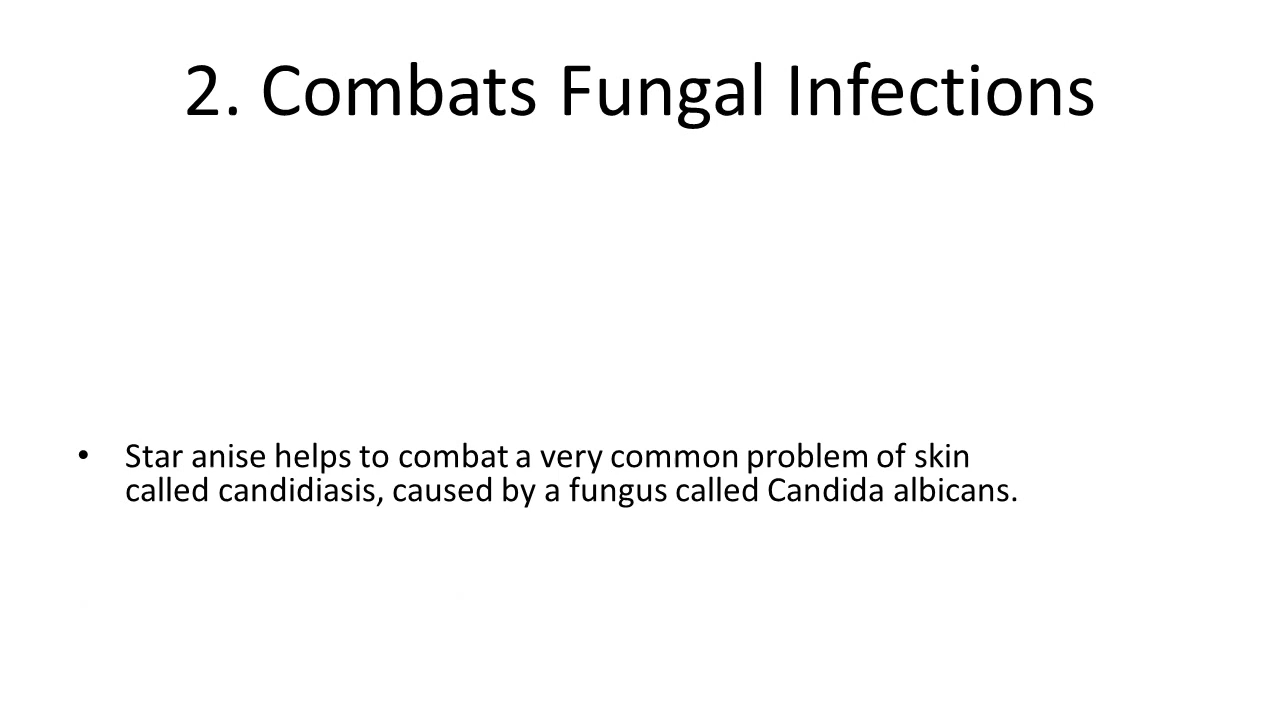 2. Combats Fungal Infections
• Star anise helps to combat a very common problem of skin
called candidiasis, caused by a fungus called Candida albicans.